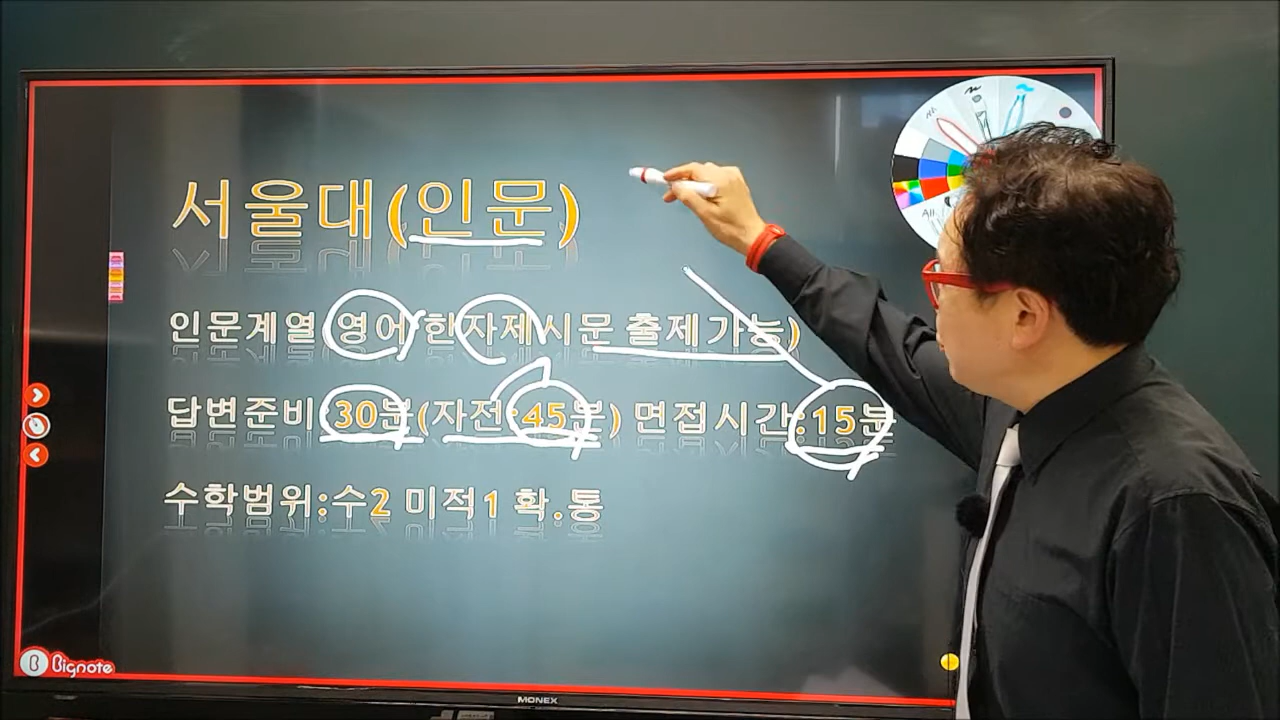 서울대(인문)
인문계열(영어/한자제시문 출제가능)
답변준비:30분(자전:45분) 면접시간:15분
수학범위:수2 미적1 확.통
Bignote
MONEX